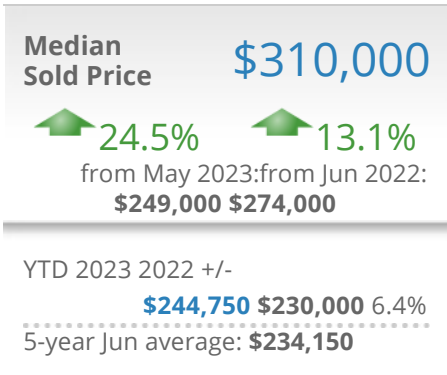 Median
Sold Price
$310,000
24.5% 13.1%
from May 2023:from Jun 2022:
$249,000 $274,000
YTD 2023 2022 +/-
$244,750 $230,000 6.4%
5-year Jun average: $234,150